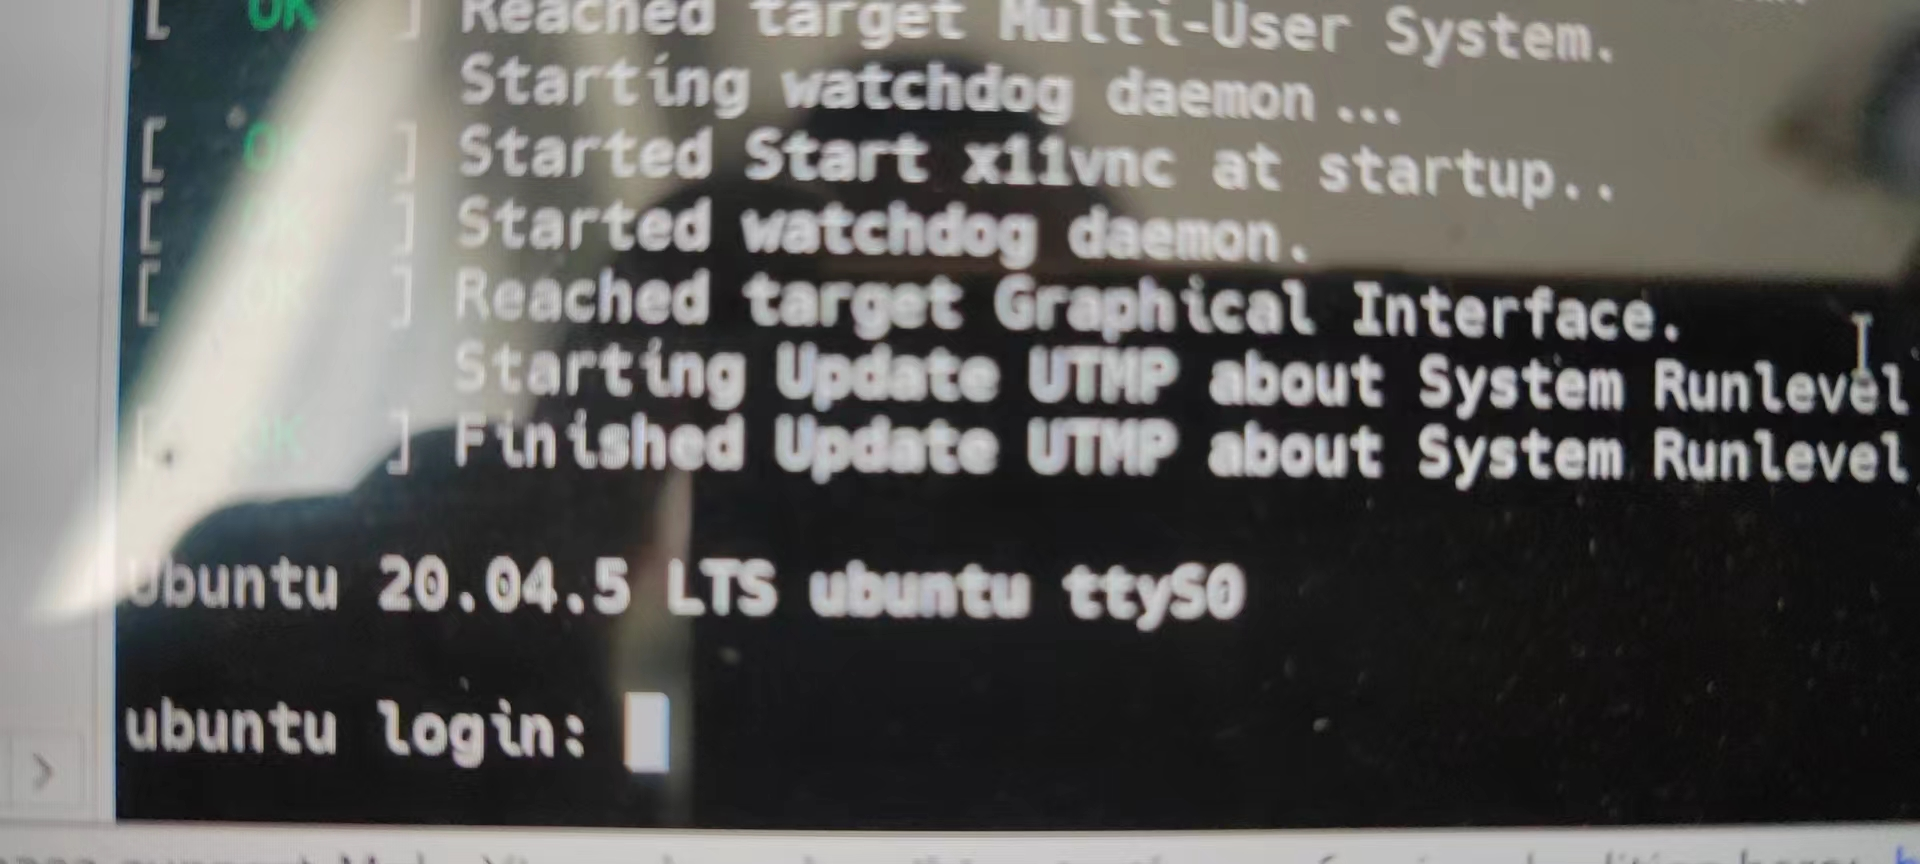 [ OK ] Reached target Multi-User System.
Starting watchdog daemon...
[ OK ] Started Start x11vnc at startup..
[ OK ] Started watchdog daemon.
[ OK ] Reached target Graphical Interface.
Starting Update UTMP about System Runlevel
[ OK ] Finished Update UTMP about System Runlevel
Ubuntu 20.04.5 LTS ubuntu ttyS0
ubuntu login: